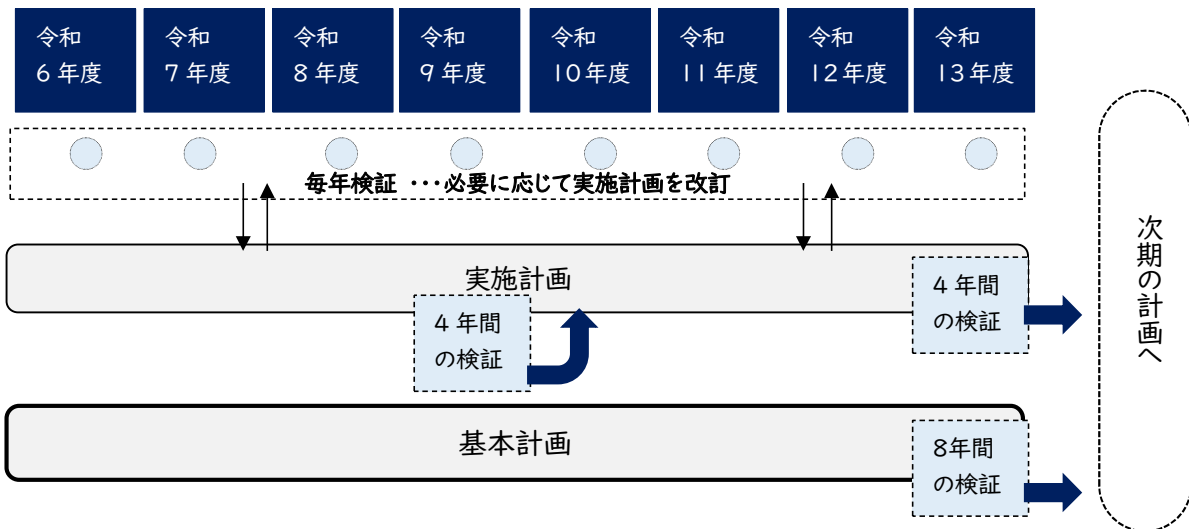 令和
6年度
令和
7年度
令和
8年度
令和
9年度
令和
10年度
令和
11年度
令和
12年度
令和
13年度
毎年検証 ・・・必要に応じて実施計画を改訂
実施計画
4年間
の検証
4年間
の検証
基本計画
8年間
の検証
次期の計画へ